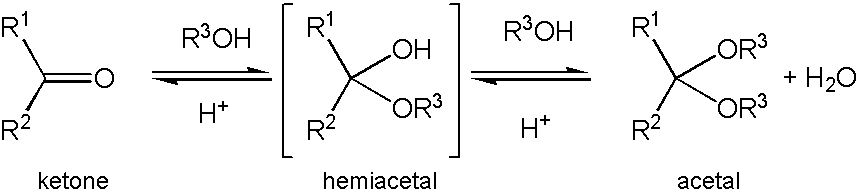 R¹ R³OH R¹ OH R³OH R¹ OR³
O + H₂O
R² H⁺ R² OR³ H⁺ R² OR³
ketone hemiacetal acetal